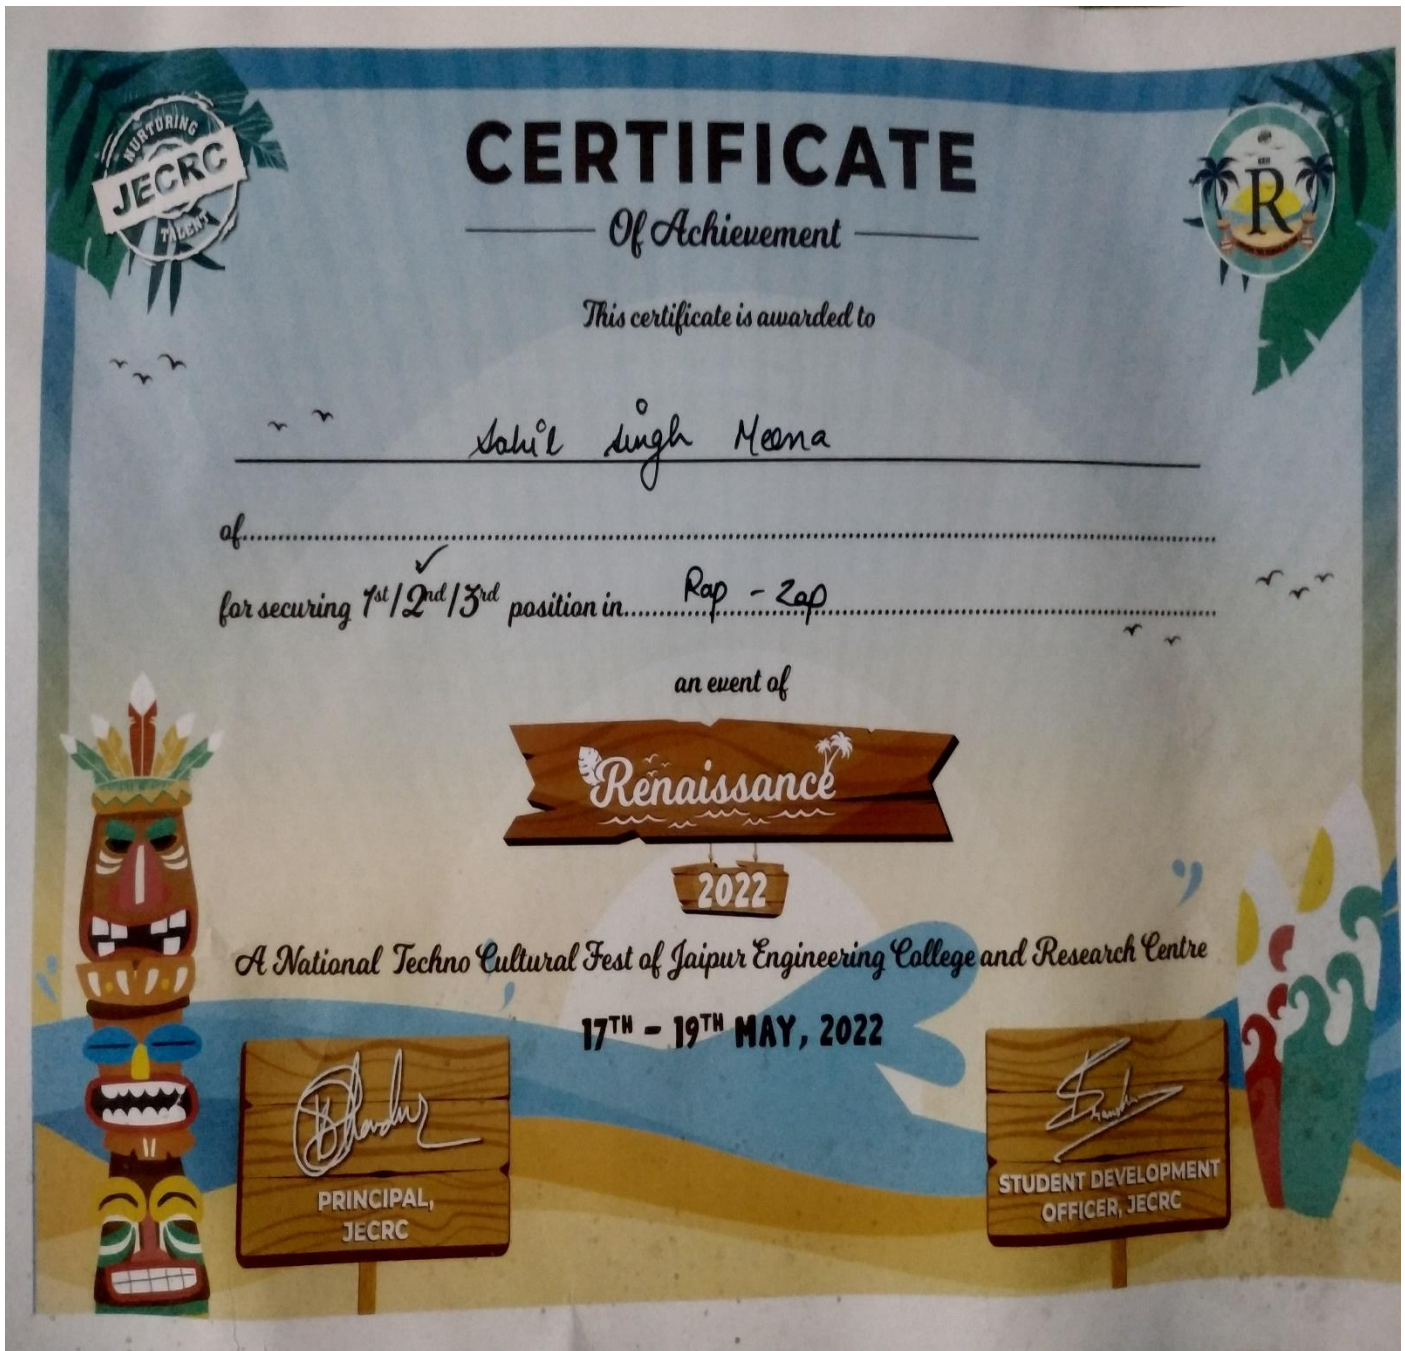 NURTURING
JECRC
TALENT
R
CERTIFICATE
Of Achievement
This certificate is awarded to
Sahil Singh Meena
of
for securing 1st/2nd/3rd position in Rap - Zap
an event of
Renaissance
2022
A National Techno Cultural Fest of Jaipur Engineering College and Research Centre
17TH - 19TH MAY, 2022
PRINCIPAL,
JECRC
STUDENT DEVELOPMENT
OFFICER, JECRC